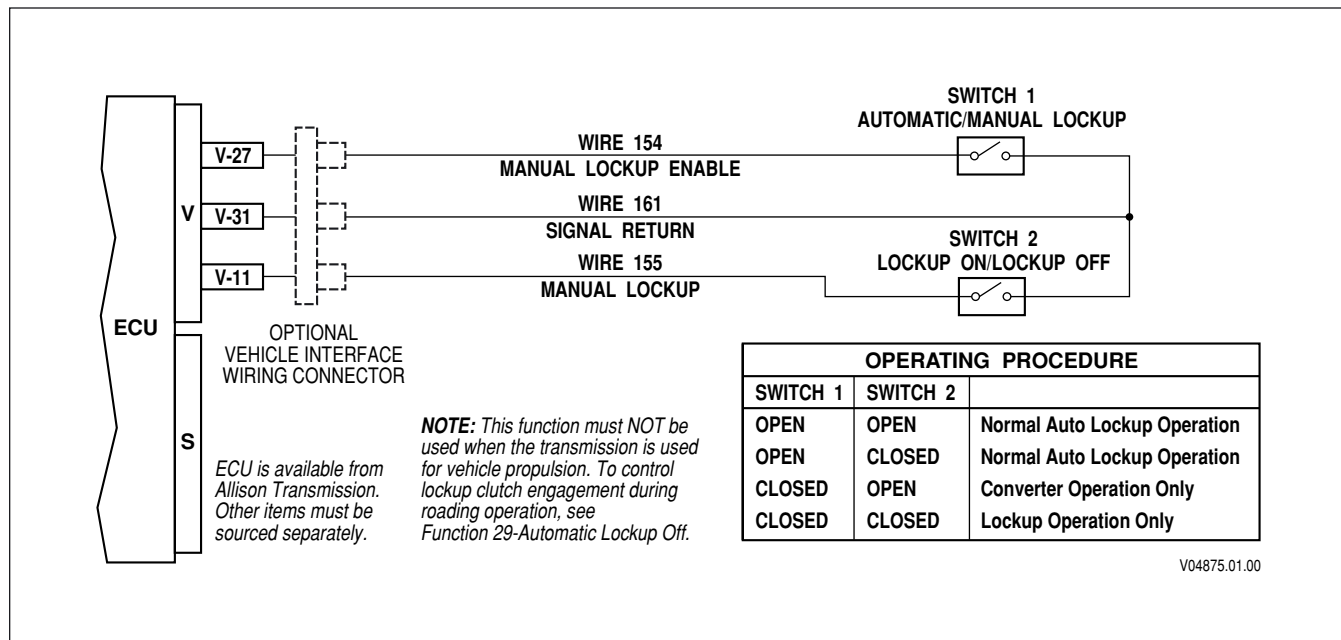 SWITCH 1
AUTOMATIC/MANUAL LOCKUP
V-27
WIRE 154
MANUAL LOCKUP ENABLE
V
V-31
WIRE 161
SIGNAL RETURN
SWITCH 2
LOCKUP ON/LOCKUP OFF
V-11
WIRE 155
MANUAL LOCKUP
ECU
OPTIONAL
VEHICLE INTERFACE
WIRING CONNECTOR
S
ECU is available from
Allison Transmission.
Other items must be
sourced separately.
NOTE: This function must NOT be
used when the transmission is used
for vehicle propulsion. To control
lockup clutch engagement during
roading operation, see
Function 29-Automatic Lockup Off.
OPERATING PROCEDURE
SWITCH 1 SWITCH 2
OPEN OPEN Normal Auto Lockup Operation
OPEN CLOSED Normal Auto Lockup Operation
CLOSED OPEN Converter Operation Only
CLOSED CLOSED Lockup Operation Only
V04875.01.00